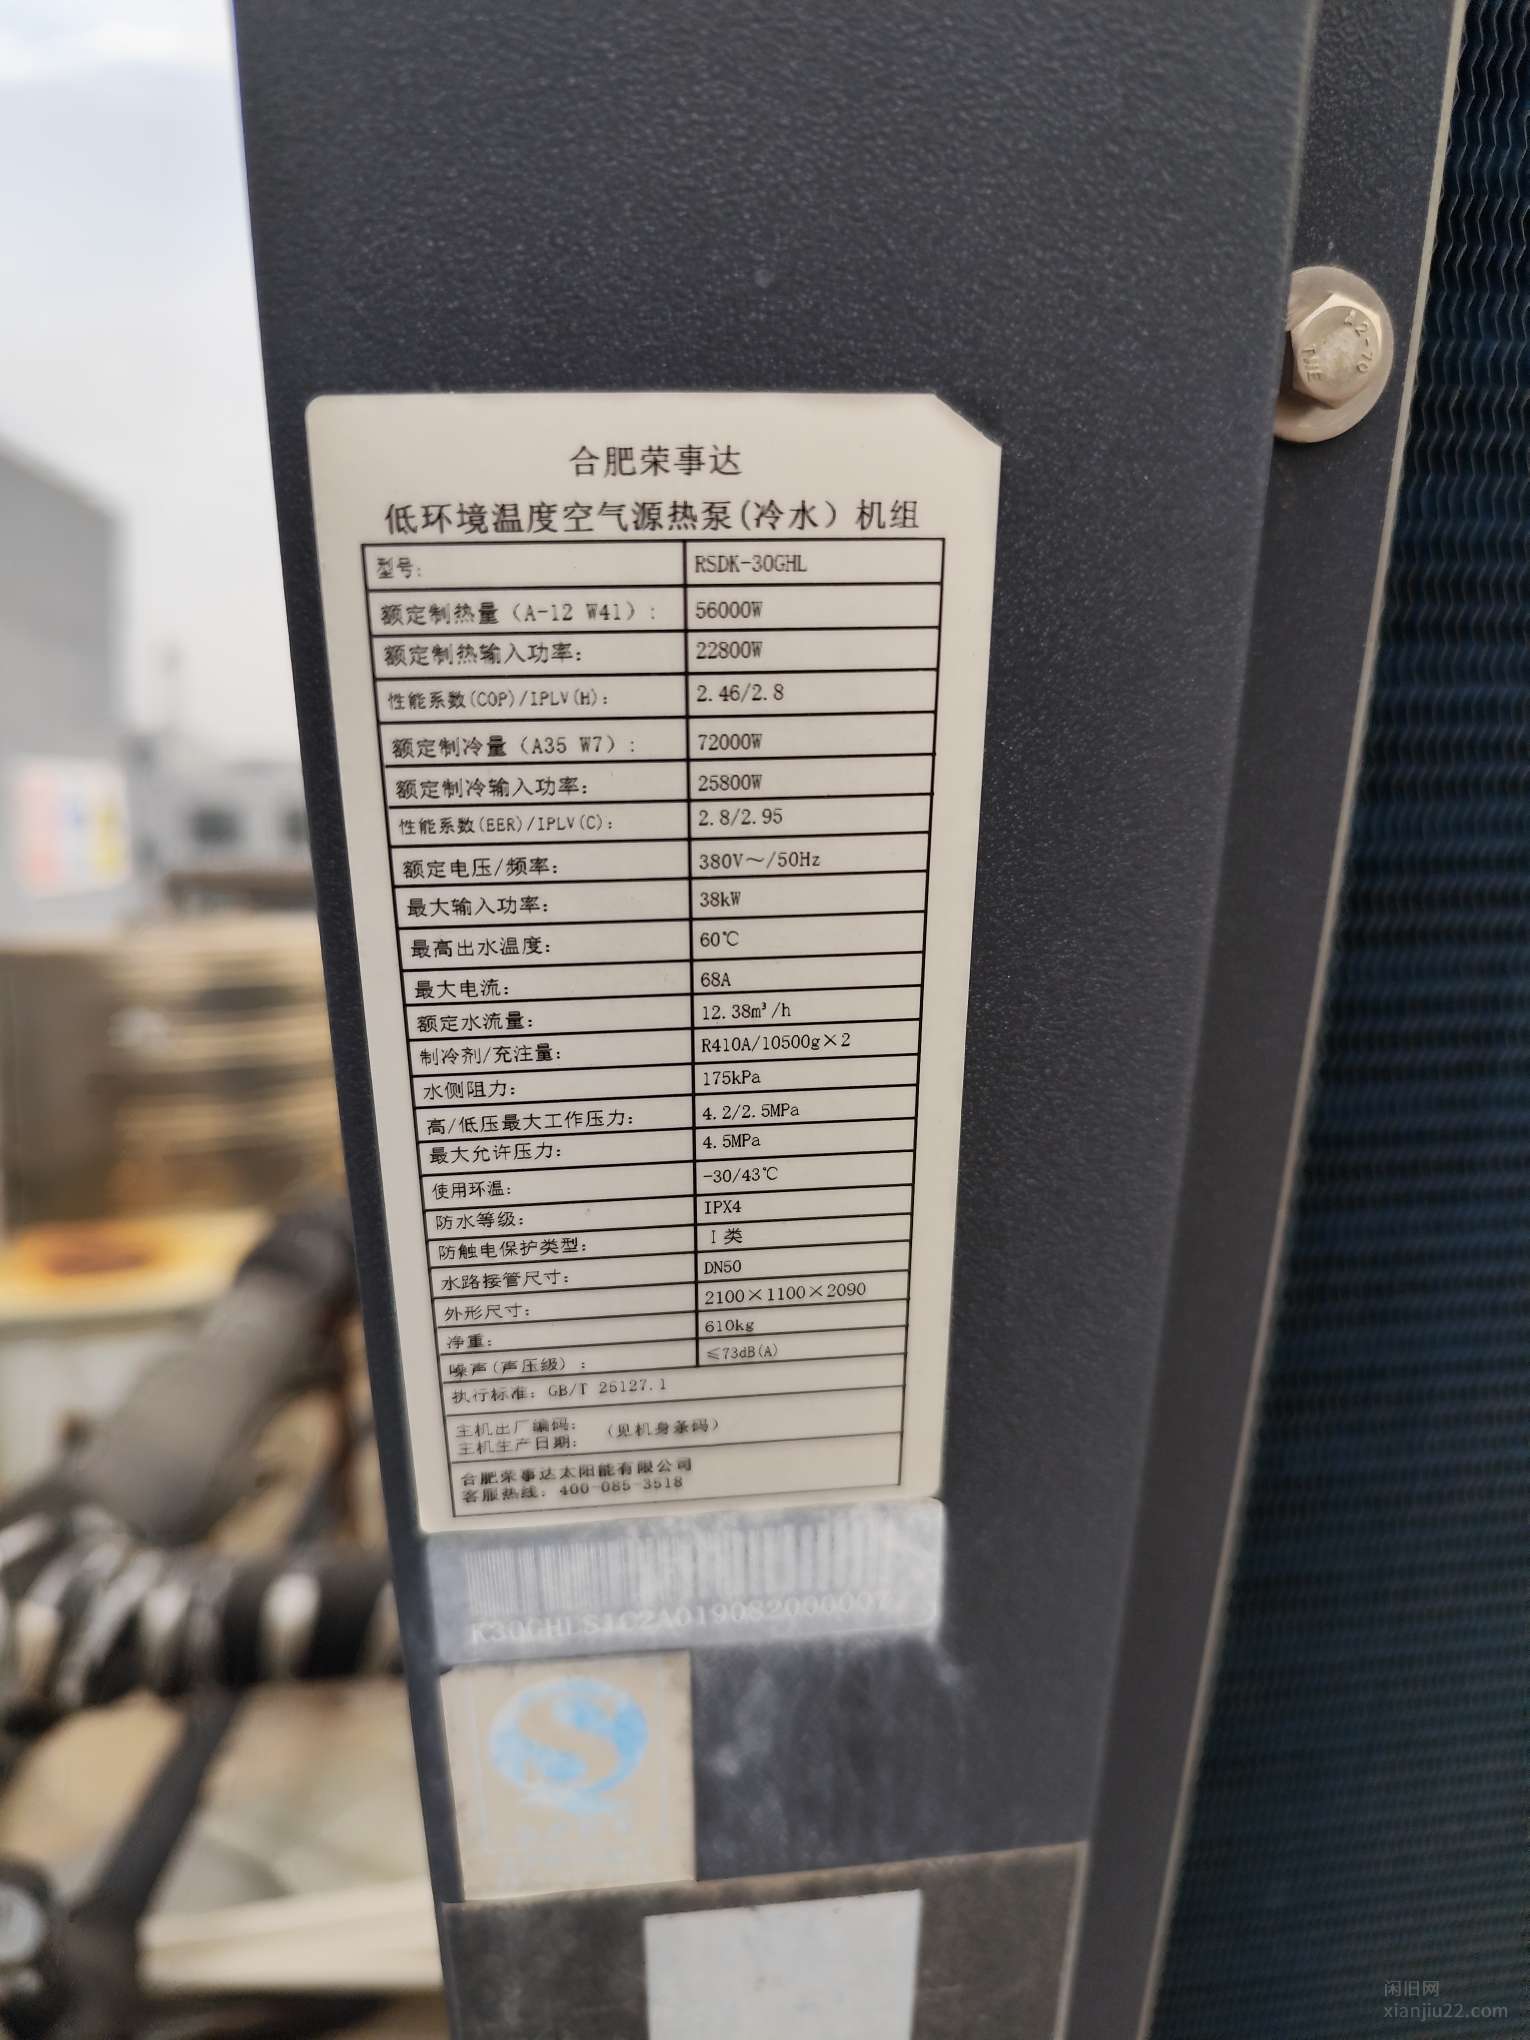 合肥荣事达
低环境温度空气源热泵(冷水）机组
型号: RSDK-30GHL
额定制热量（A-12 W41）: 56000W
额定制热输入功率: 22800W
性能系数(COP)/IPLV(H): 2.46/2.8
额定制冷量（A35 W7）: 72000W
额定制冷输入功率: 25800W
性能系数(EER)/IPLV(C): 2.8/2.95
额定电压/频率: 380V～/50Hz
最大输入功率: 38kW
最高出水温度: 60℃
最大电流: 68A
额定水流量: 12.38m³/h
制冷剂/充注量: R410A/10500g×2
水侧阻力: 175kPa
高/低压最大工作压力: 4.2/2.5MPa
最大允许压力: 4.5MPa
使用环温: -30/43℃
防水等级: IPX4
防触电保护类型: I 类
水路接管尺寸: DN50
外形尺寸: 2100×1100×2090
净重: 610kg
噪声(声压级）: ≤73dB(A)
执行标准: GB/T 25127.1
主机出厂编码: （见机身条码）
主机生产日期:
合肥荣事达太阳能有限公司
客服热线: 400-085-3518
K30GHLS1CZA019082000007
A2-70
闲旧网
xianjiu22.com